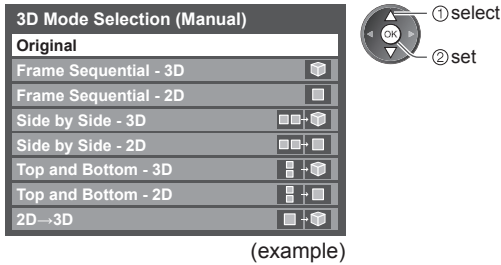 3D Mode Selection (Manual)
Original
Frame Sequential - 3D
Frame Sequential - 2D
Side by Side - 3D
Side by Side - 2D
Top and Bottom - 3D
Top and Bottom - 2D
2D→3D
(example)
①select
OK
②set